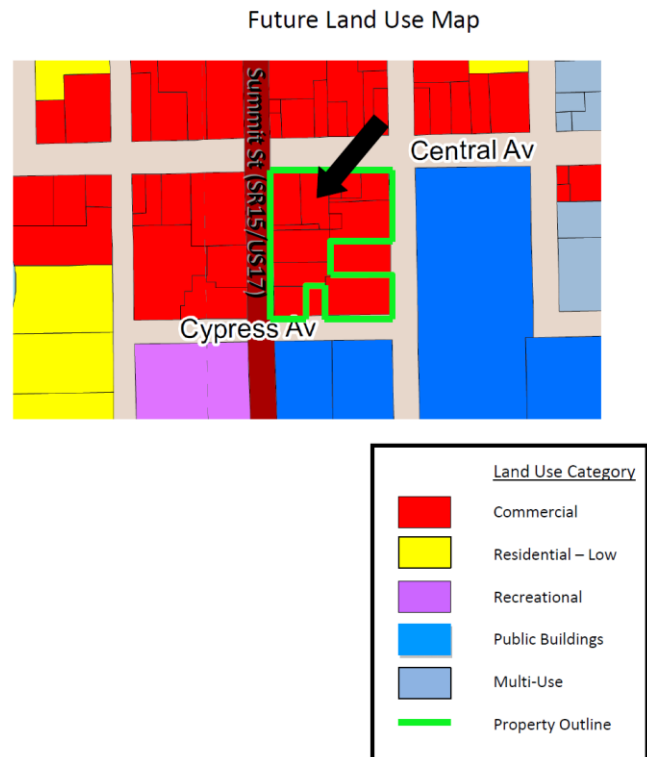 Future Land Use Map
Summit St (SR15/US17)
Central Av
Cypress Av
Land Use Category
Commercial
Residential – Low
Recreational
Public Buildings
Multi-Use
Property Outline